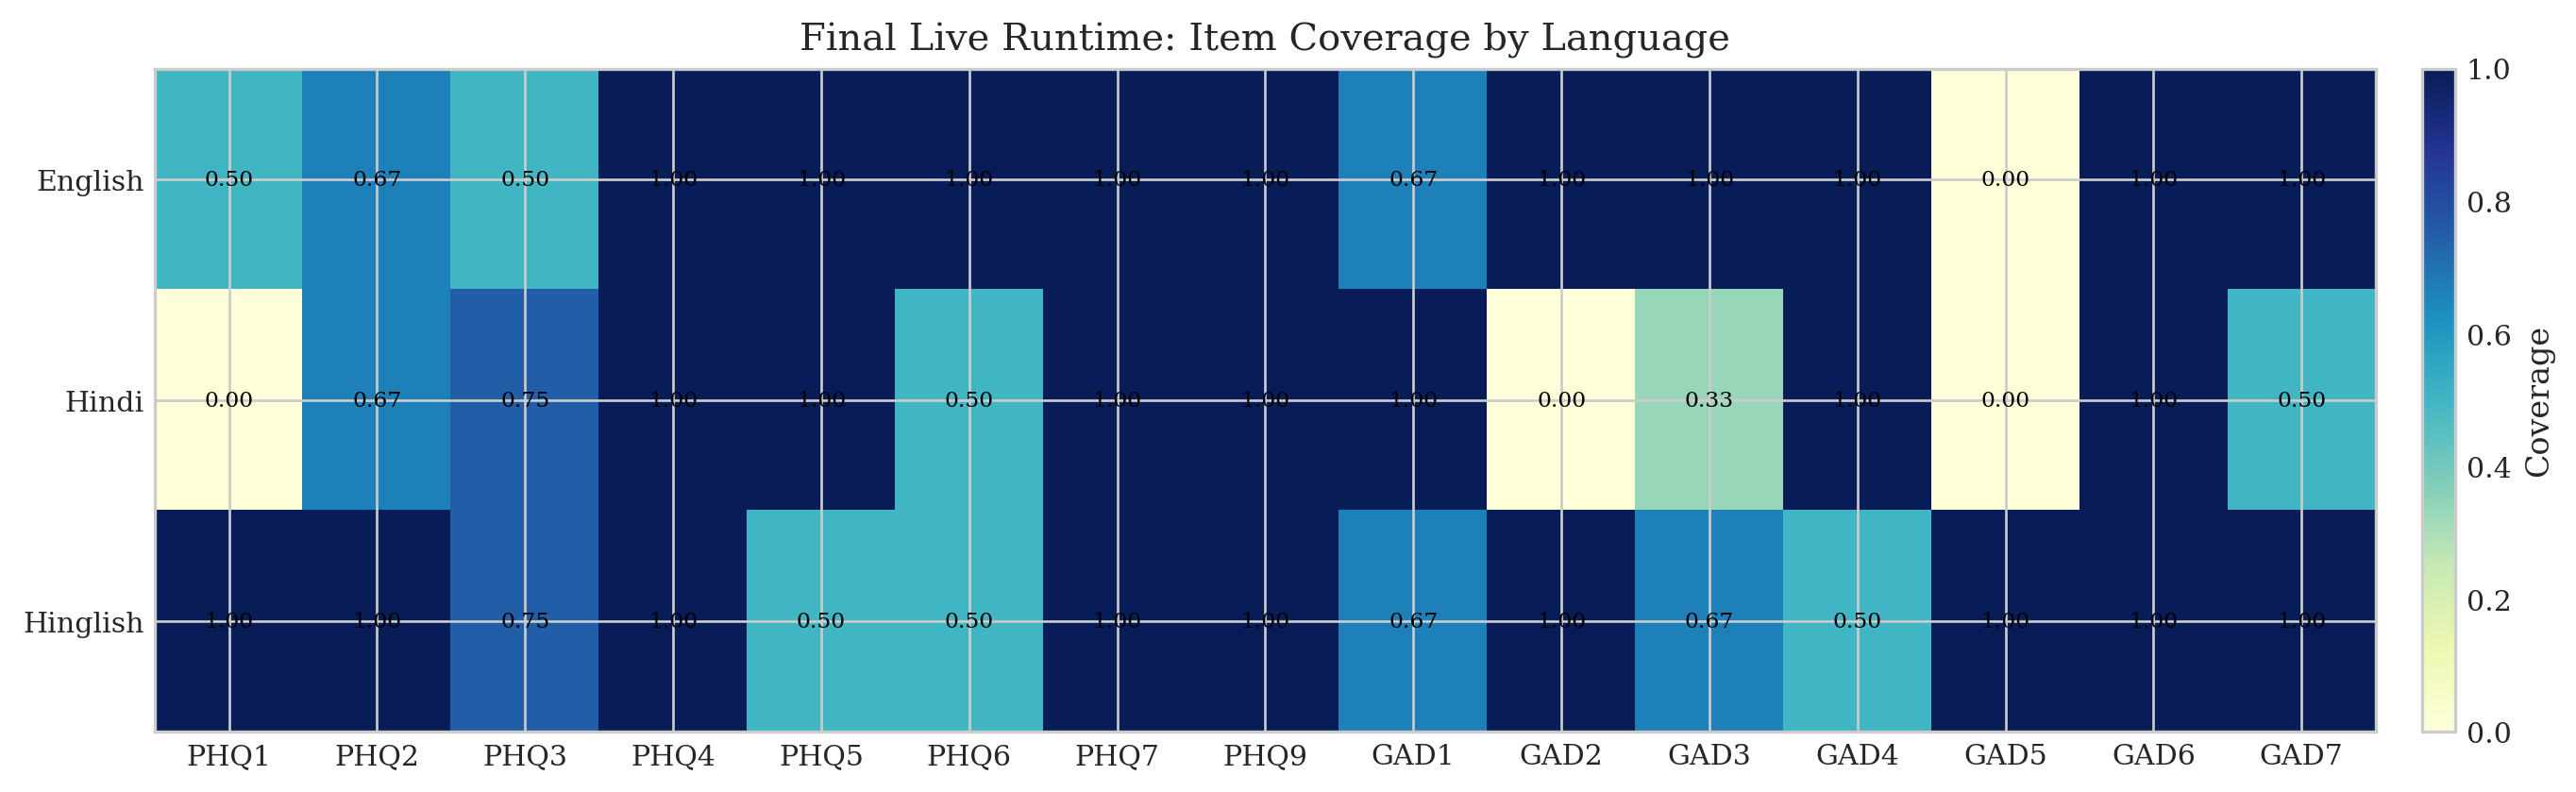 Final Live Runtime: Item Coverage by Language
English 0.50 0.67 0.50 1.00 1.00 1.00 1.00 1.00 0.67 1.00 1.00 1.00 0.00 1.00 1.00
Hindi 0.00 0.67 0.75 1.00 1.00 0.50 1.00 1.00 1.00 0.00 0.33 1.00 0.00 1.00 0.50
Hinglish 1.00 1.00 0.75 1.00 0.50 0.50 1.00 1.00 0.67 1.00 0.67 0.50 1.00 1.00 1.00
PHQ1 PHQ2 PHQ3 PHQ4 PHQ5 PHQ6 PHQ7 PHQ9 GAD1 GAD2 GAD3 GAD4 GAD5 GAD6 GAD7
1.0
0.8
0.6
0.4
0.2
0.0
Coverage